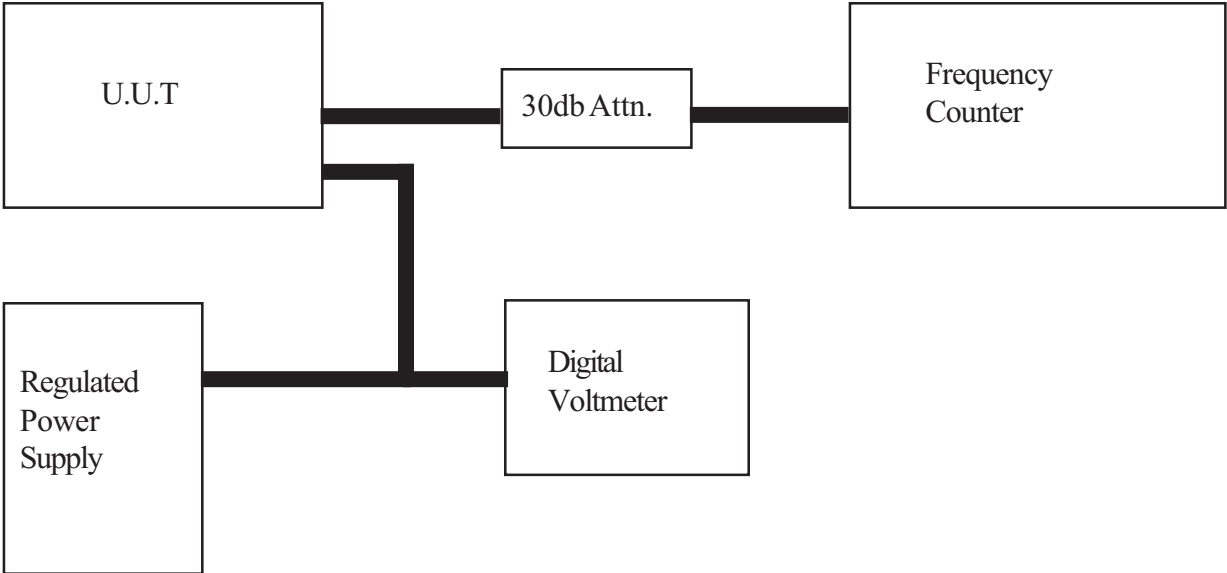 U.U.T
30db Attn.
Frequency
Counter
Regulated
Power
Supply
Digital
Voltmeter